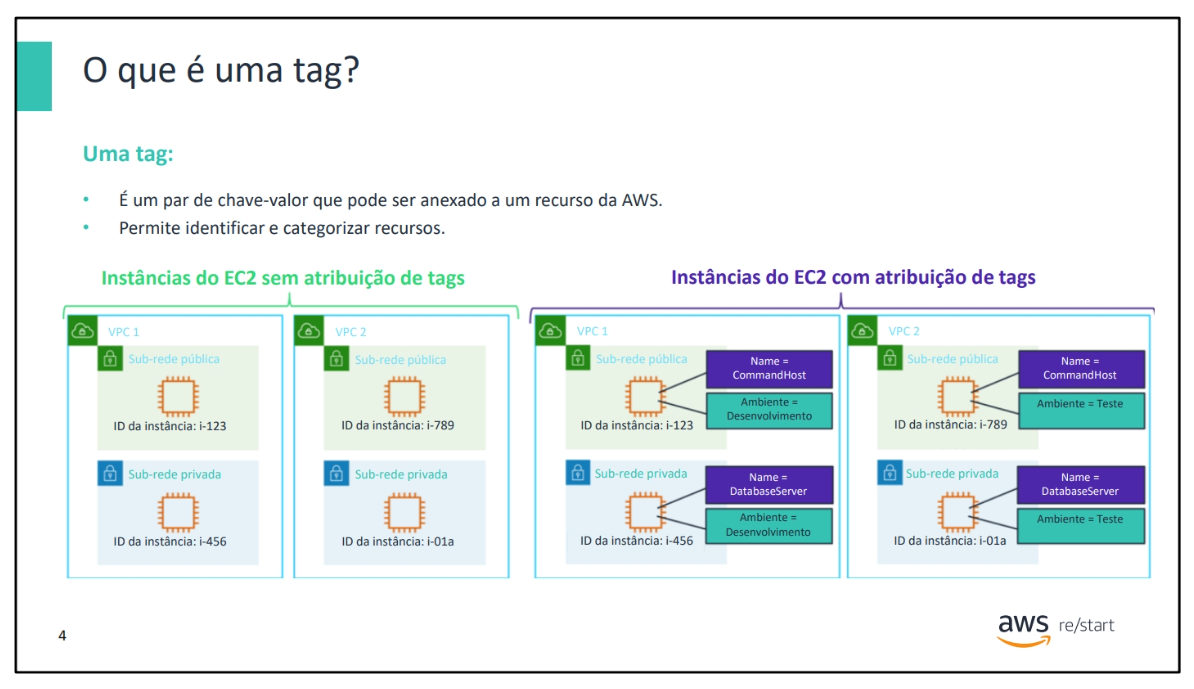 O que é uma tag?
Uma tag:
• É um par de chave-valor que pode ser anexado a um recurso da AWS.
• Permite identificar e categorizar recursos.
Instâncias do EC2 sem atribuição de tags
VPC 1
Sub-rede pública
ID da instância: i-123
Sub-rede privada
ID da instância: i-456
VPC 2
Sub-rede pública
ID da instância: i-789
Sub-rede privada
ID da instância: i-01a
Instâncias do EC2 com atribuição de tags
VPC 1
Sub-rede pública
Name =
CommandHost
Ambiente =
Desenvolvimento
ID da instância: i-123
Sub-rede privada
Name =
DatabaseServer
Ambiente =
Desenvolvimento
ID da instância: i-456
VPC 2
Sub-rede pública
Name =
CommandHost
Ambiente = Teste
ID da instância: i-789
Sub-rede privada
Name =
DatabaseServer
Ambiente = Teste
ID da instância: i-01a
4
aws re/start